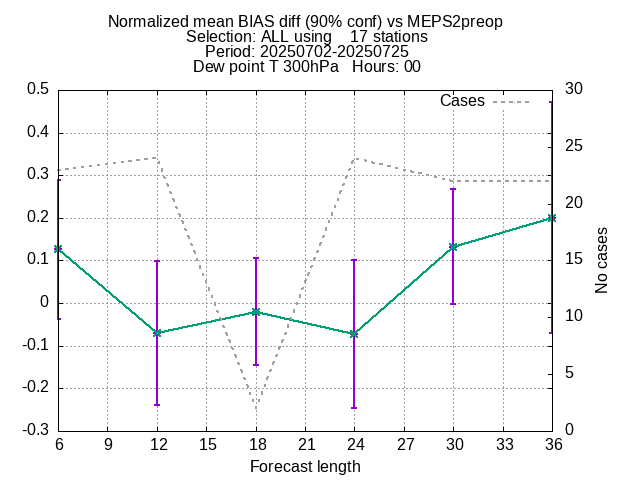 Normalized mean BIAS diff (90% conf) vs MEPS2preop
Selection: ALL using    17 stations
Period: 20250702-20250725
Dew point T 300hPa   Hours: 00
0.5
0.4
0.3
0.2
0.1
0
-0.1
-0.2
-0.3
Cases
30
25
20
15
10
5
0
No cases
6 9 12 15 18 21 24 27 30 33 36
Forecast length